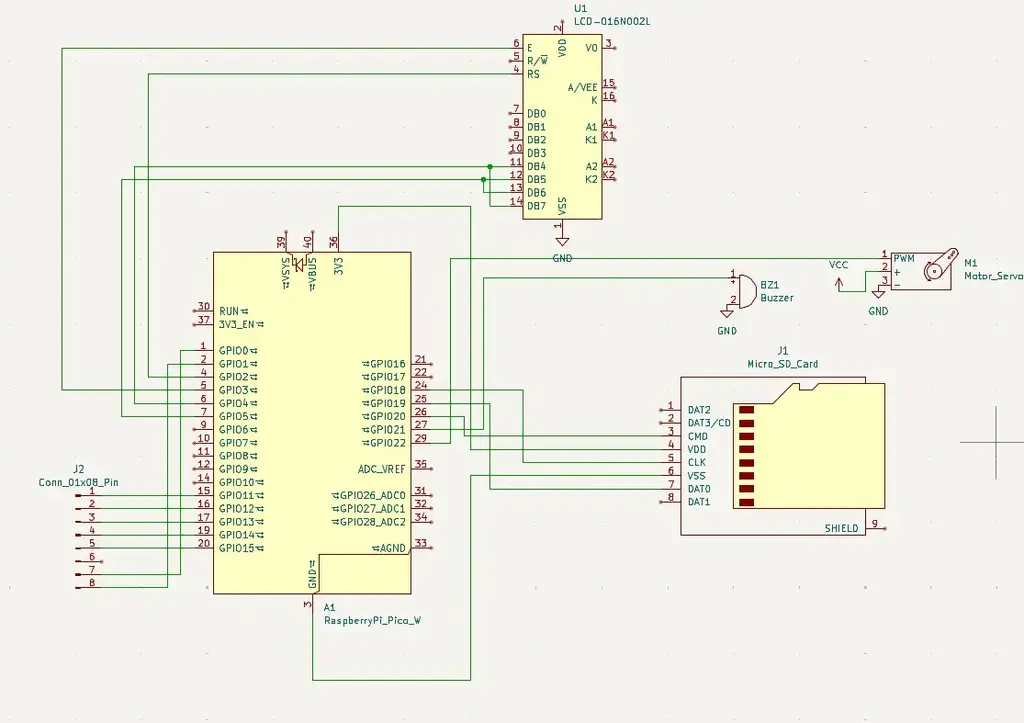 U1
LCD-016N002L
6 E
5 R/W
4 RS
7 DB0
8 DB1
9 DB2
10 DB3
11 DB4
12 DB5
13 DB6
14 DB7
2 VDD
VO 3
A/VEE 15
K 16
A1 A1
K1 K1
A2 A2
K2 K2
VSS 1
GND
39 VSYS
40 VBUS
36 3V3
30 RUN
37 3V3_EN
1 GPIO0
2 GPIO1
4 GPIO2
5 GPIO3
6 GPIO4
7 GPIO5
9 GPIO6
10 GPIO7
11 GPIO8
12 GPIO9
14 GPIO10
15 GPIO11
16 GPIO12
17 GPIO13
19 GPIO14
20 GPIO15
GPIO16 21
GPIO17 22
GPIO18 24
GPIO19 25
GPIO20 26
GPIO21 27
GPIO22 29
ADC_VREF 35
GPIO26_ADC0 31
GPIO27_ADC1 32
GPIO28_ADC2 34
AGND 33
GND 3
A1
RaspberryPi_Pico_W
J2
Conn_01x08_Pin
1
2
3
4
5
6
7
8
VCC
1 PWM
2 +
3 -
M1
Motor_Servo
GND
1 +
2
BZ1
Buzzer
GND
J1
Micro_SD_Card
1 DAT2
2 DAT3/CD
3 CMD
4 VDD
5 CLK
6 VSS
7 DAT0
8 DAT1
SHIELD 9